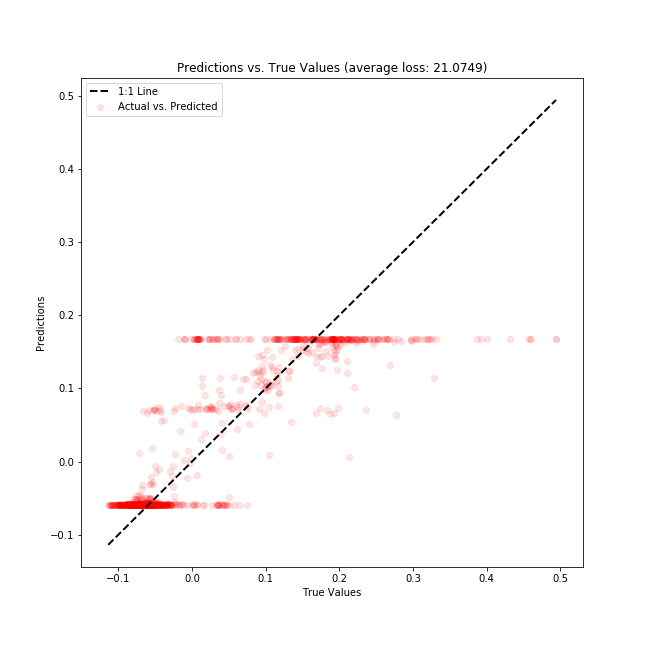 Predictions vs. True Values (average loss: 21.0749)
1:1 Line
Actual vs. Predicted
0.5
0.4
0.3
0.2
0.1
0.0
−0.1
Predictions
−0.1 0.0 0.1 0.2 0.3 0.4 0.5
True Values